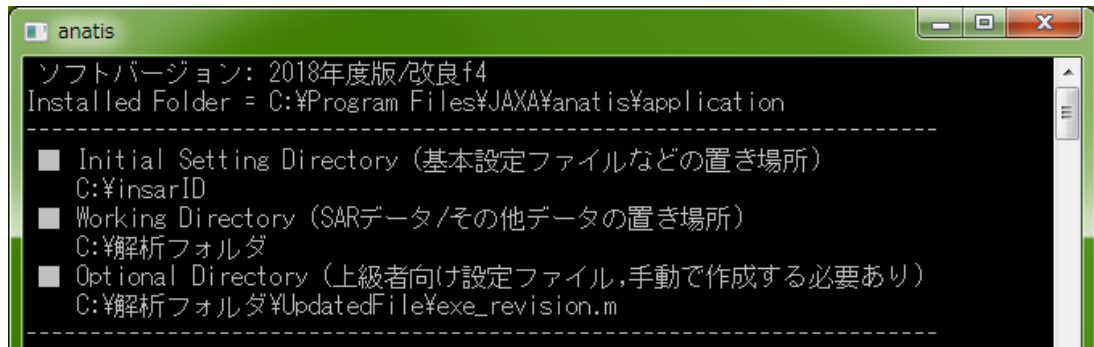 anatis
ソフトバージョン: 2018年度版/改良f4
Installed Folder = C:¥Program Files¥JAXA¥anatis¥application
--------------------------------------------------------------------
■ Initial Setting Directory (基本設定ファイルなどの置き場所)
C:¥insarID
■ Working Directory (SARデータ/その他データの置き場所)
C:¥解析フォルダ
■ Optional Directory (上級者向け設定ファイル,手動で作成する必要あり)
C:¥解析フォルダ¥UpdatedFile¥exe_revision.m
--------------------------------------------------------------------